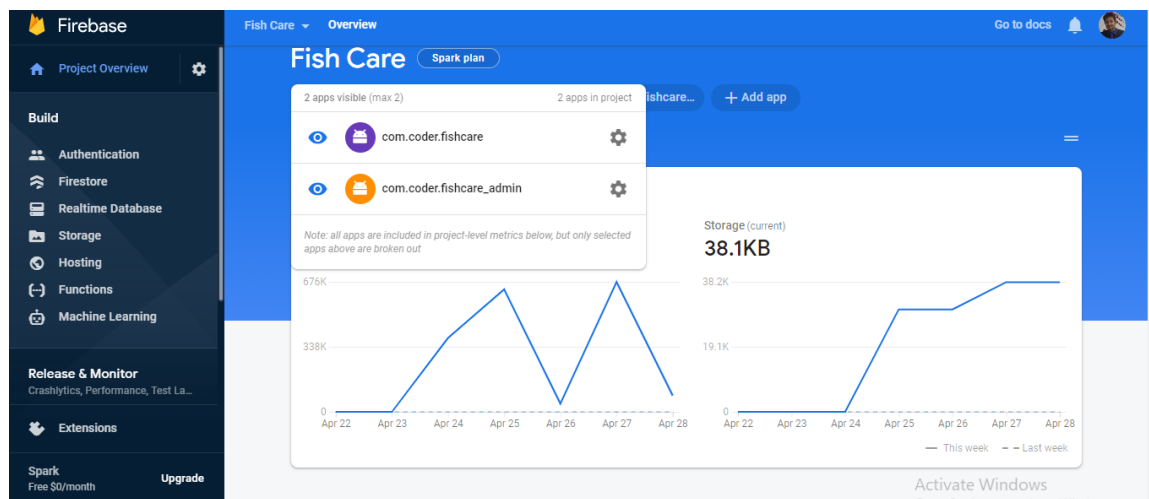 Firebase
Fish Care
Overview
Go to docs
Project Overview
Fish Care
Spark plan
2 apps visible (max 2)
2 apps in project
ishcare...
+ Add app
com.coder.fishcare
com.coder.fishcare_admin
Note: all apps are included in project-level metrics below, but only selected
apps above are broken out
Build
Authentication
Firestore
Realtime Database
Storage
Hosting
Functions
Machine Learning
Release & Monitor
Crashlytics, Performance, Test La...
Extensions
Spark
Free $0/month
Upgrade
676K
338K
0
Apr 22 Apr 23 Apr 24 Apr 25 Apr 26 Apr 27 Apr 28
Storage (current)
38.1KB
38.2K
19.1K
0
Apr 22 Apr 23 Apr 24 Apr 25 Apr 26 Apr 27 Apr 28
This week
Last week
Activate Windows